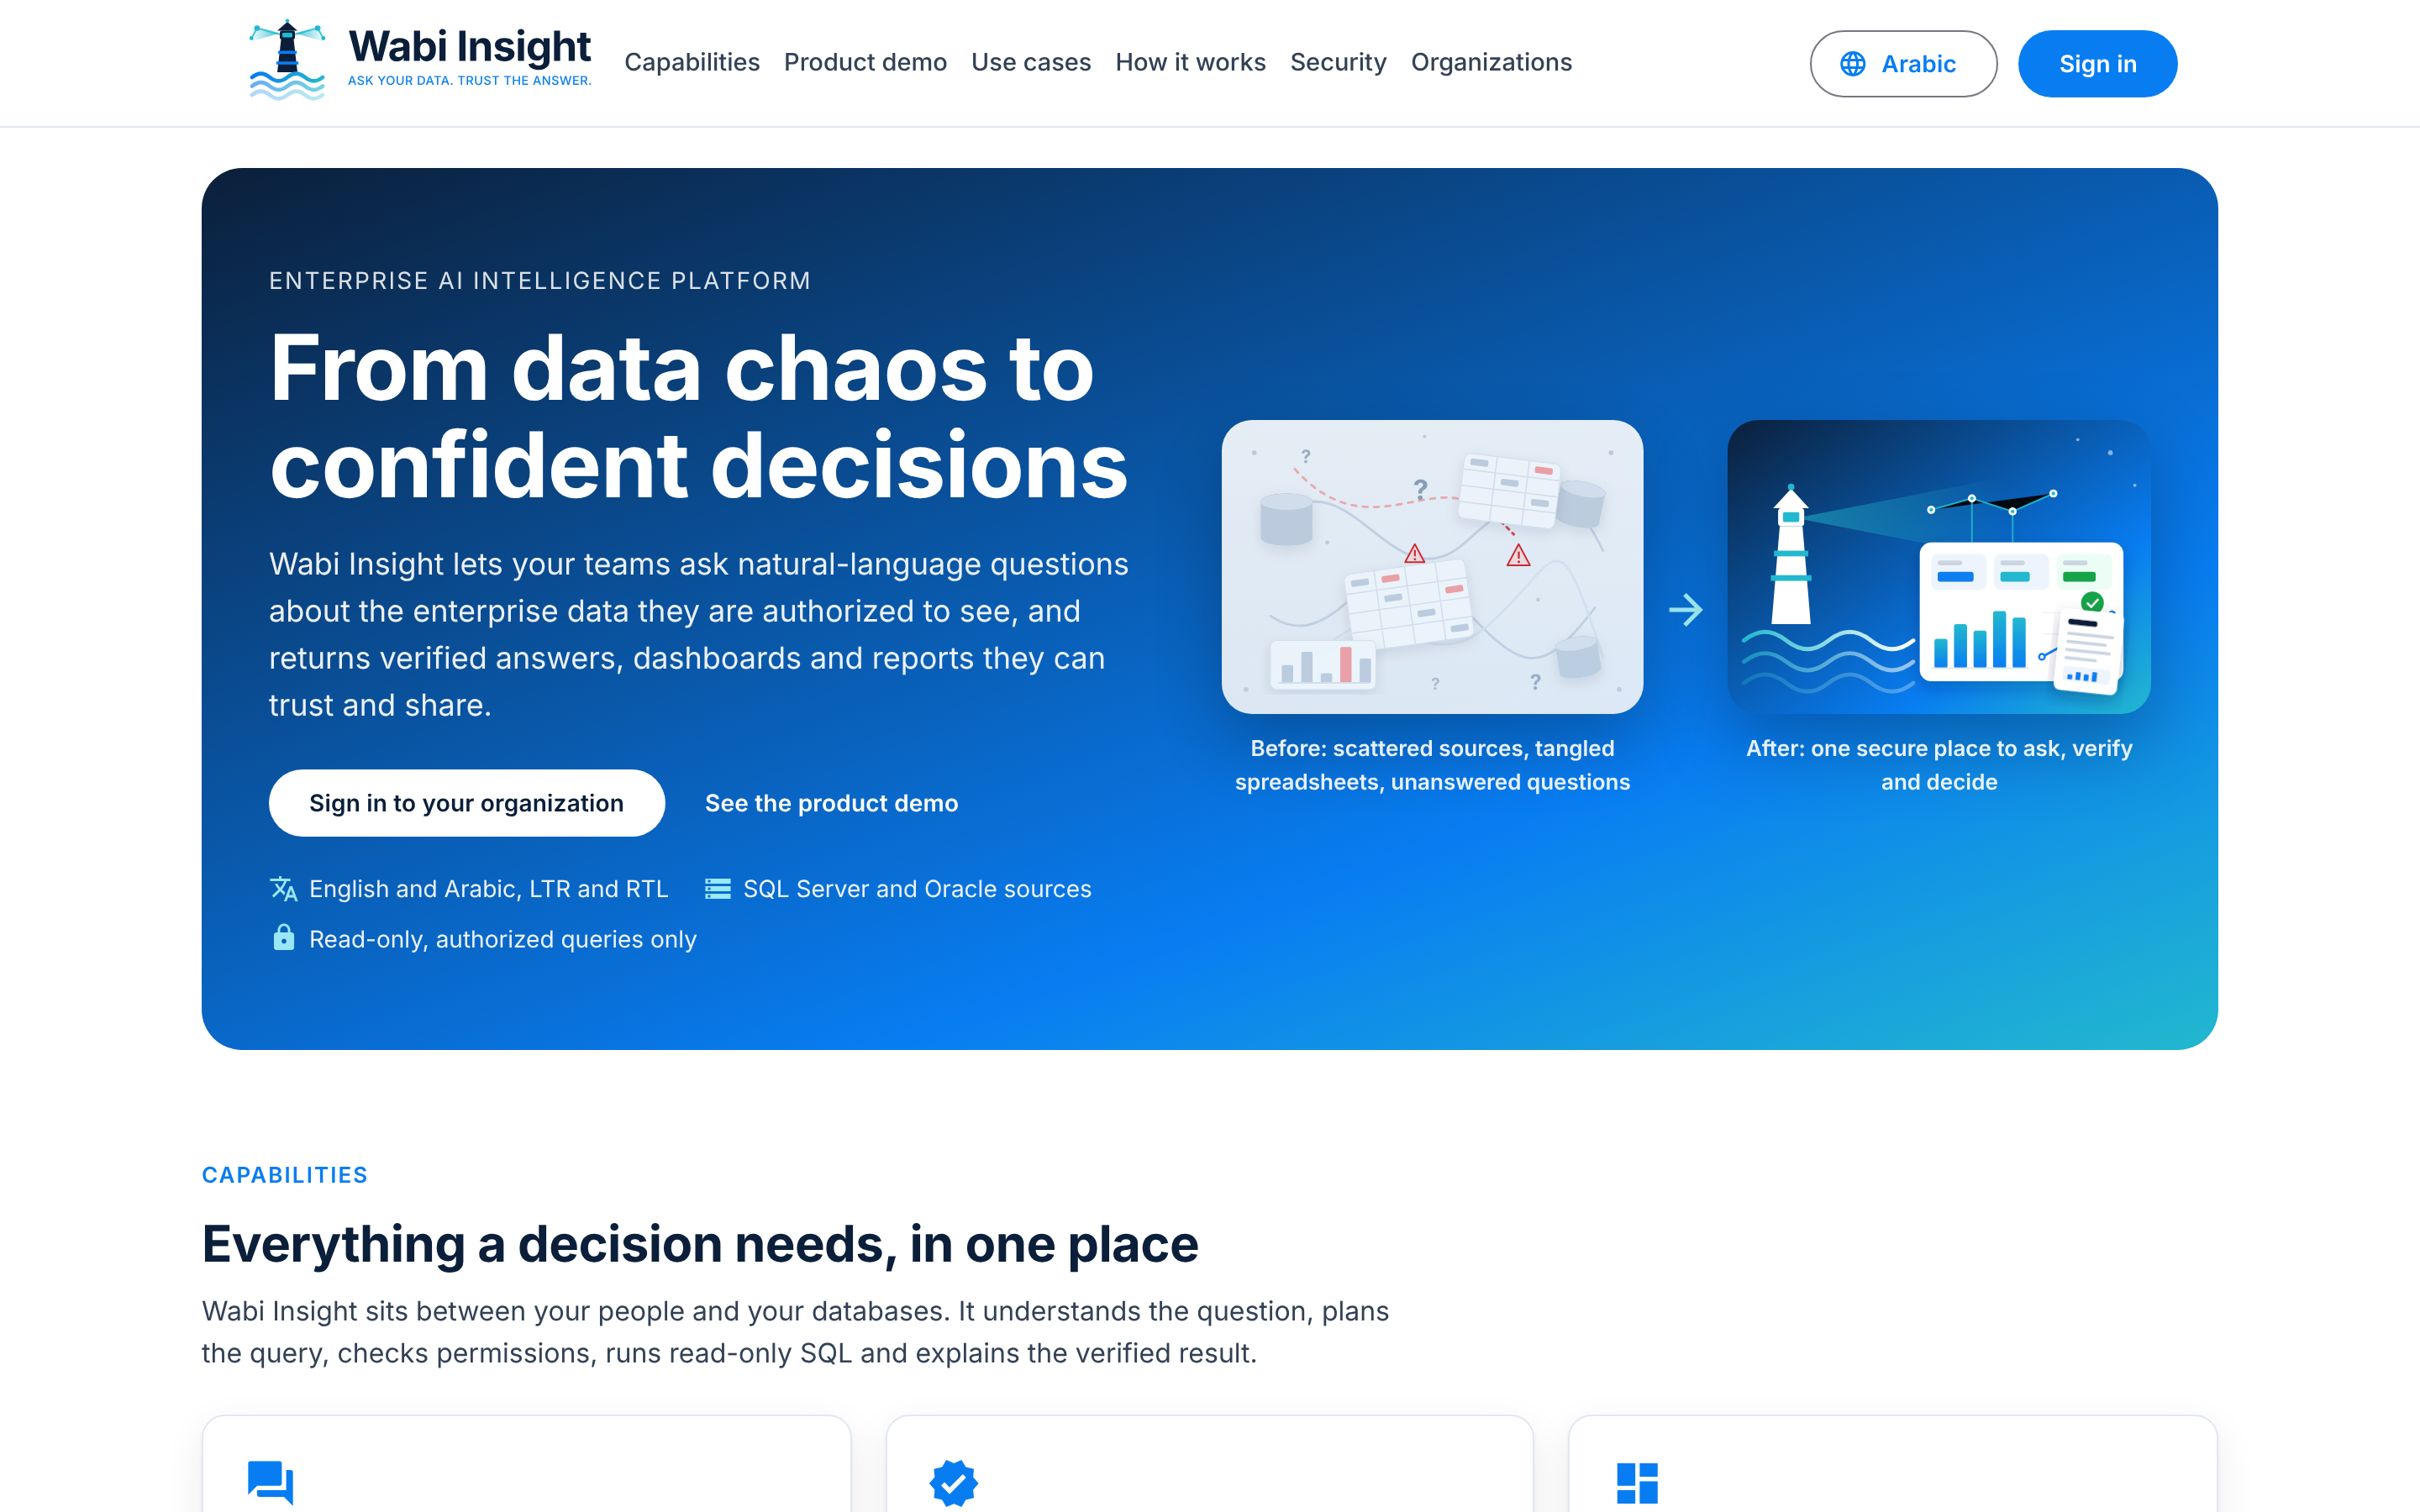 Wabi Insight
ASK YOUR DATA. TRUST THE ANSWER.
Capabilities
Product demo
Use cases
How it works
Security
Organizations
Arabic
Sign in
ENTERPRISE AI INTELLIGENCE PLATFORM
From data chaos to
confident decisions
Wabi Insight lets your teams ask natural-language questions
about the enterprise data they are authorized to see, and
returns verified answers, dashboards and reports they can
trust and share.
Sign in to your organization
See the product demo
English and Arabic, LTR and RTL
SQL Server and Oracle sources
Read-only, authorized queries only
?
?
?
?
Before: scattered sources, tangled
spreadsheets, unanswered questions
After: one secure place to ask, verify
and decide
CAPABILITIES
Everything a decision needs, in one place
Wabi Insight sits between your people and your databases. It understands the question, plans
the query, checks permissions, runs read-only SQL and explains the verified result.